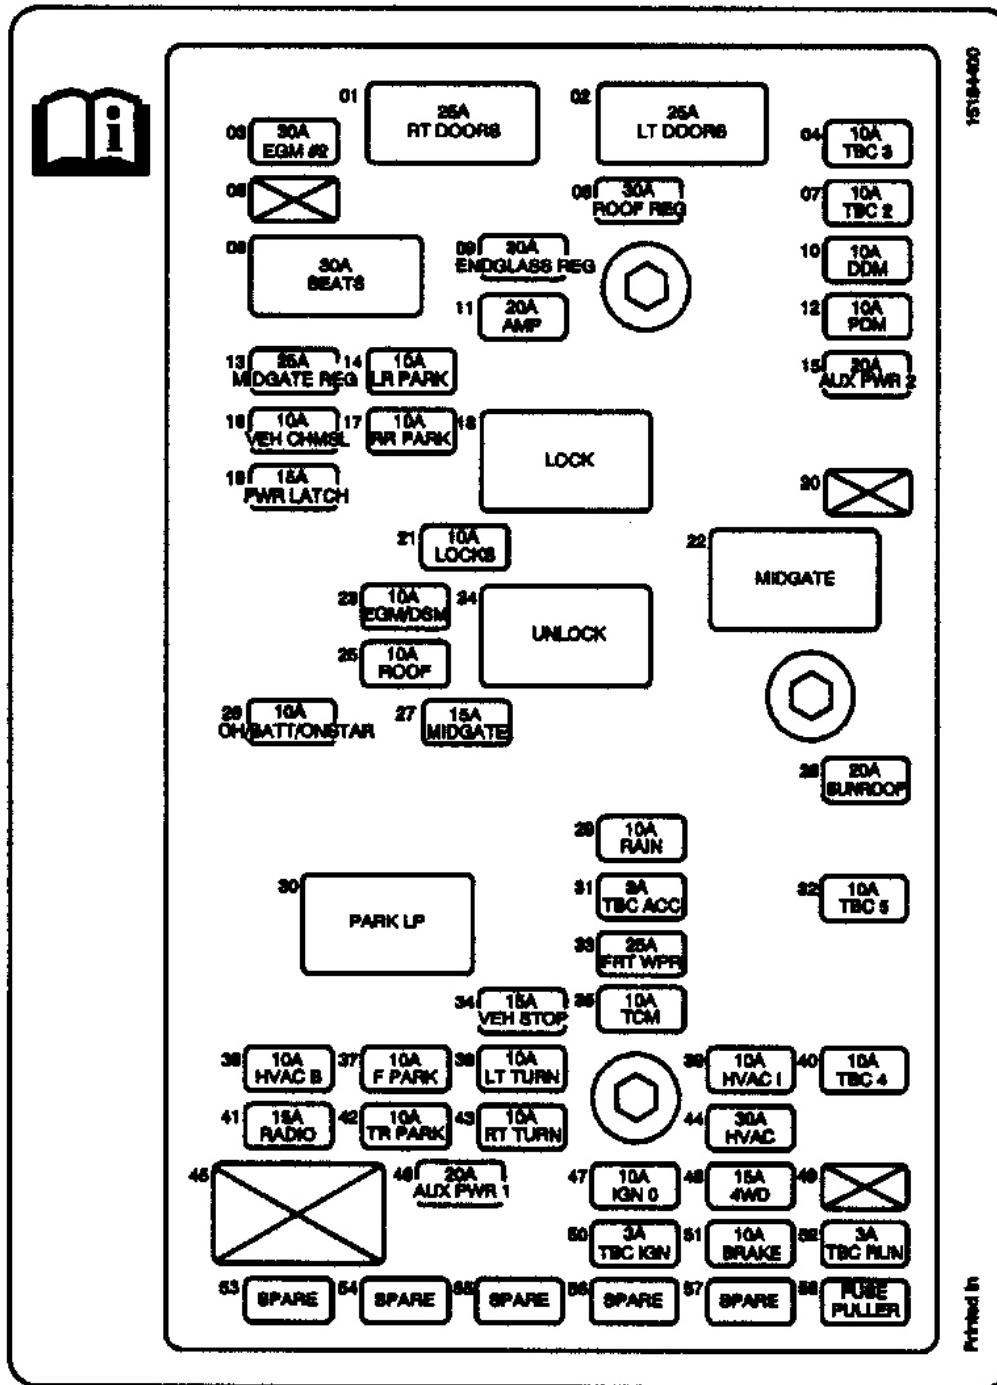 15184400
01
25A
RT DOORS
02
25A
LT DOORS
03
30A
EGM #2
04
10A
TBC 3
05
06
30A
ROOF REG
07
10A
TBC 2
08
30A
SEATS
09
30A
ENDGLASS REG
10
10A
DDM
11
20A
AMP
12
10A
PDM
13
25A
MIDGATE REG
14
10A
LR PARK
15
20A
AUX PWR 2
16
10A
VEH CHMSL
17
10A
RR PARK
18
LOCK
19
15A
PWR LATCH
20
21
10A
LOCKS
22
MIDGATE
23
10A
EGM/DSM
24
UNLOCK
25
10A
ROOF
26
10A
OH/BATT/ONSTAR
27
15A
MIDGATE
28
20A
SUNROOF
29
10A
RAIN
30
PARK LP
31
3A
TBC ACC
32
10A
TBC 5
33
25A
FRT WPR
34
15A
VEH STOP
35
10A
TCM
36
10A
HVAC B
37
10A
F PARK
38
10A
LT TURN
39
10A
HVAC I
40
10A
TBC 4
41
15A
RADIO
42
10A
TR PARK
43
10A
RT TURN
44
30A
HVAC
45
46
20A
AUX PWR 1
47
10A
IGN 0
48
15A
4WD
49
50
3A
TBC IGN
51
10A
BRAKE
52
3A
TBC RUN
53
SPARE
54
SPARE
55
SPARE
56
SPARE
57
SPARE
58
FUSE
PULLER
Printed in